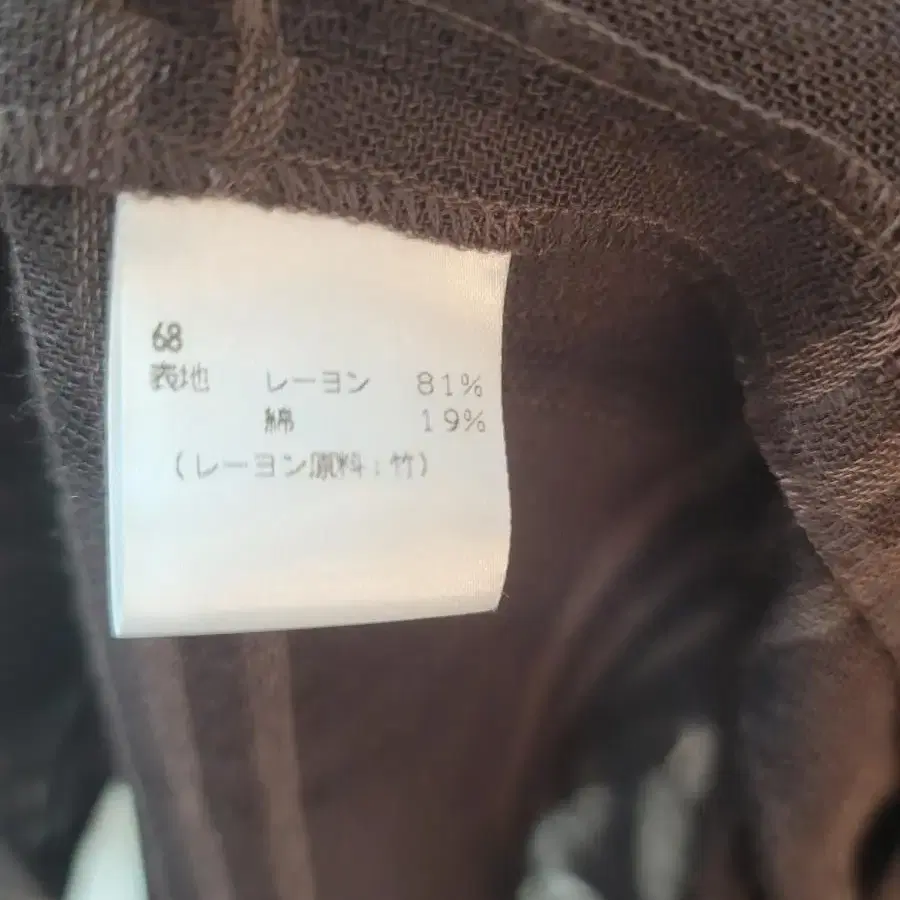 68
表地 レーヨン 81%
綿 19%
(レーヨン原料:竹)